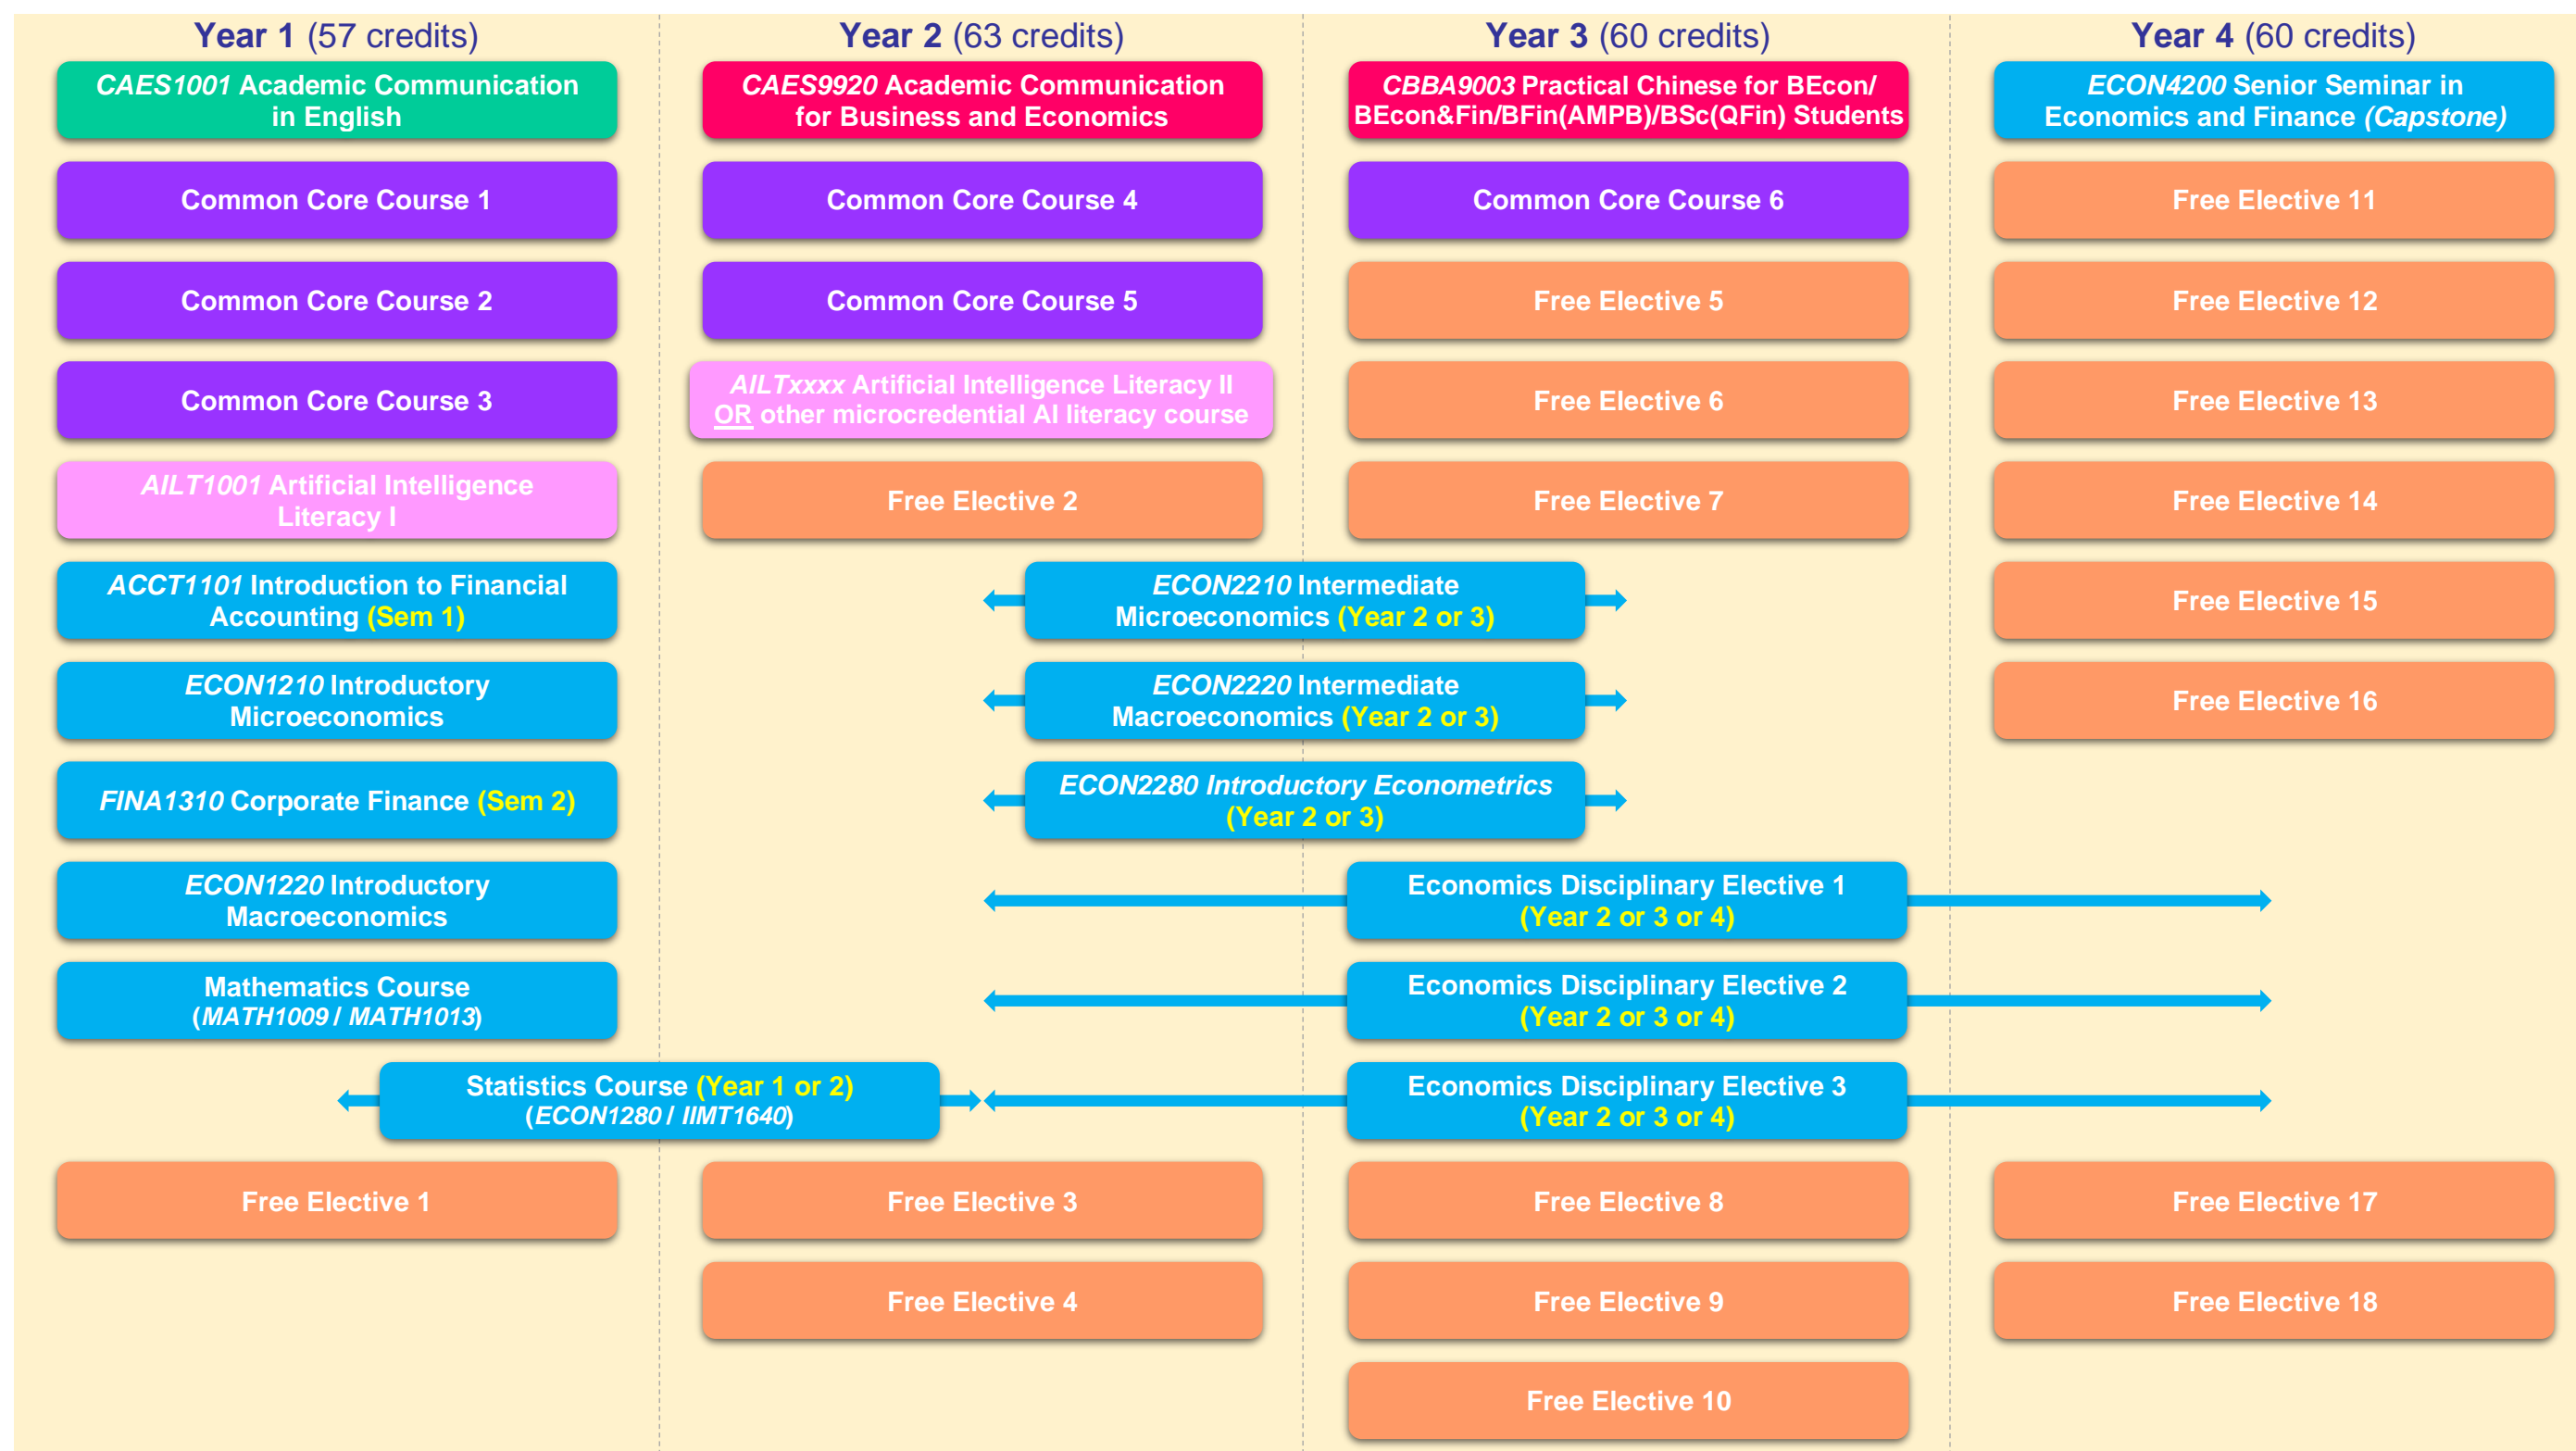 Year 1 (57 credits)
CAES1001 Academic Communication
in English
Common Core Course 1
Common Core Course 2
Common Core Course 3
AILT1001 Artificial Intelligence
Literacy I
ACCT1101 Introduction to Financial
Accounting (Sem 1)
ECON1210 Introductory
Microeconomics
FINA1310 Corporate Finance (Sem 2)
ECON1220 Introductory
Macroeconomics
Mathematics Course
(MATH1009 / MATH1013)
Statistics Course (Year 1 or 2)
(ECON1280 / IIMT1640)
Free Elective 1
Year 2 (63 credits)
CAES9920 Academic Communication
for Business and Economics
Common Core Course 4
Common Core Course 5
AILTxxxx Artificial Intelligence Literacy II
OR other microcredential AI literacy course
Free Elective 2
ECON2210 Intermediate
Microeconomics (Year 2 or 3)
ECON2220 Intermediate
Macroeconomics (Year 2 or 3)
ECON2280 Introductory Econometrics
(Year 2 or 3)
Free Elective 3
Free Elective 4
Year 3 (60 credits)
CBBA9003 Practical Chinese for BEcon/
BEcon&Fin/BFin(AMPB)/BSc(QFin) Students
Common Core Course 6
Free Elective 5
Free Elective 6
Free Elective 7
Economics Disciplinary Elective 1
(Year 2 or 3 or 4)
Economics Disciplinary Elective 2
(Year 2 or 3 or 4)
Economics Disciplinary Elective 3
(Year 2 or 3 or 4)
Free Elective 8
Free Elective 9
Free Elective 10
Year 4 (60 credits)
ECON4200 Senior Seminar in
Economics and Finance (Capstone)
Free Elective 11
Free Elective 12
Free Elective 13
Free Elective 14
Free Elective 15
Free Elective 16
Free Elective 17
Free Elective 18